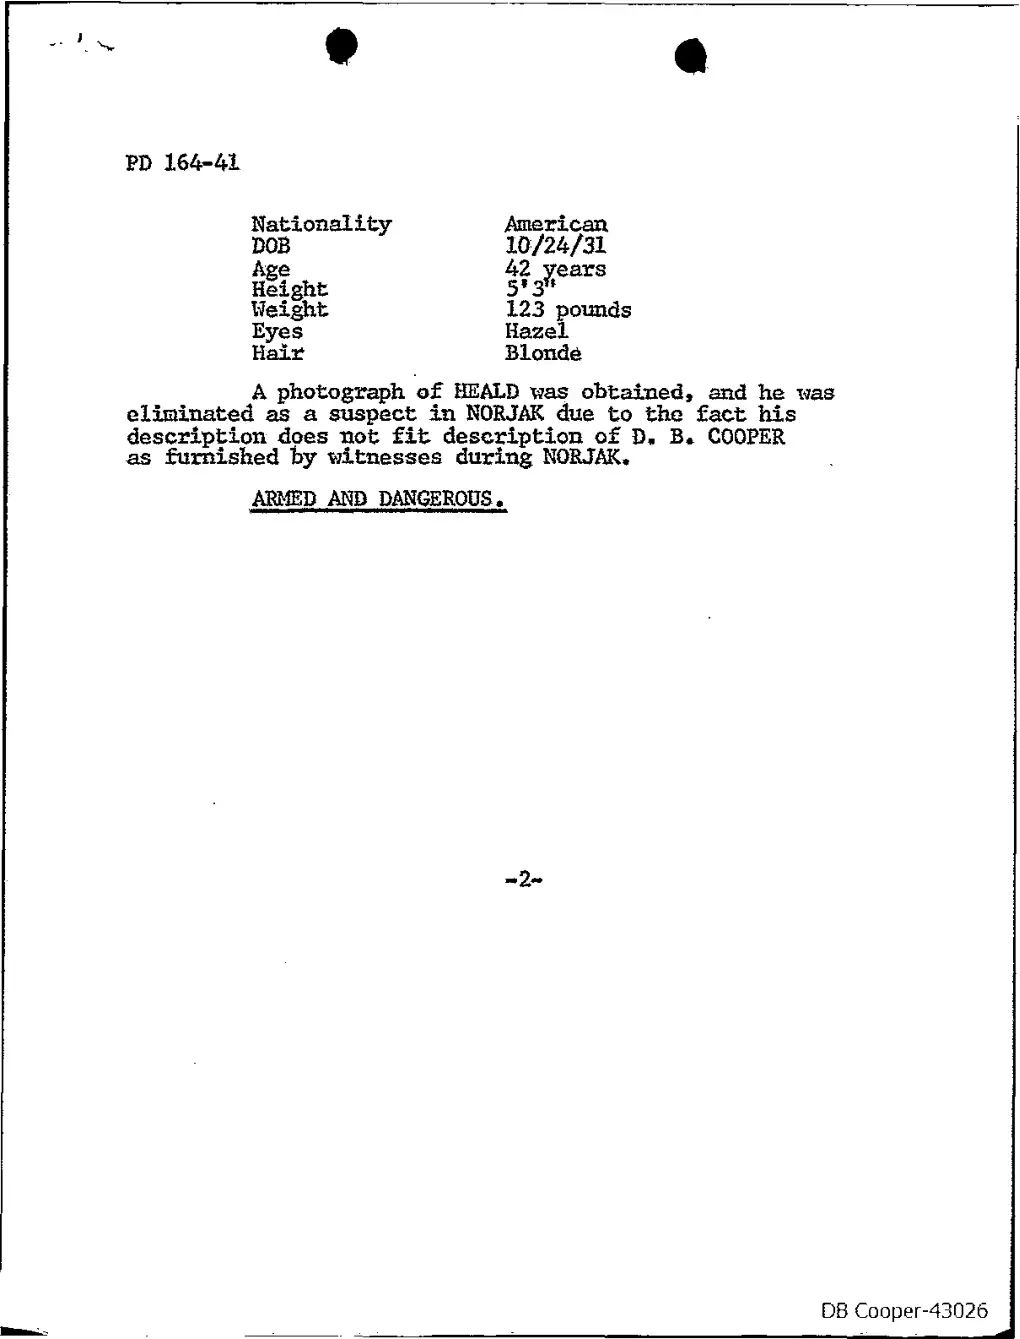 PD 164-41
Nationality American
DOB 10/24/31
Age 42 years
Height 5'3"
Weight 123 pounds
Eyes Hazel
Hair Blonde
A photograph of HEALD was obtained, and he was
eliminated as a suspect in NORJAK due to the fact his
description does not fit description of D. B. COOPER
as furnished by witnesses during NORJAK.
ARMED AND DANGEROUS.
-2-
DB Cooper-43026